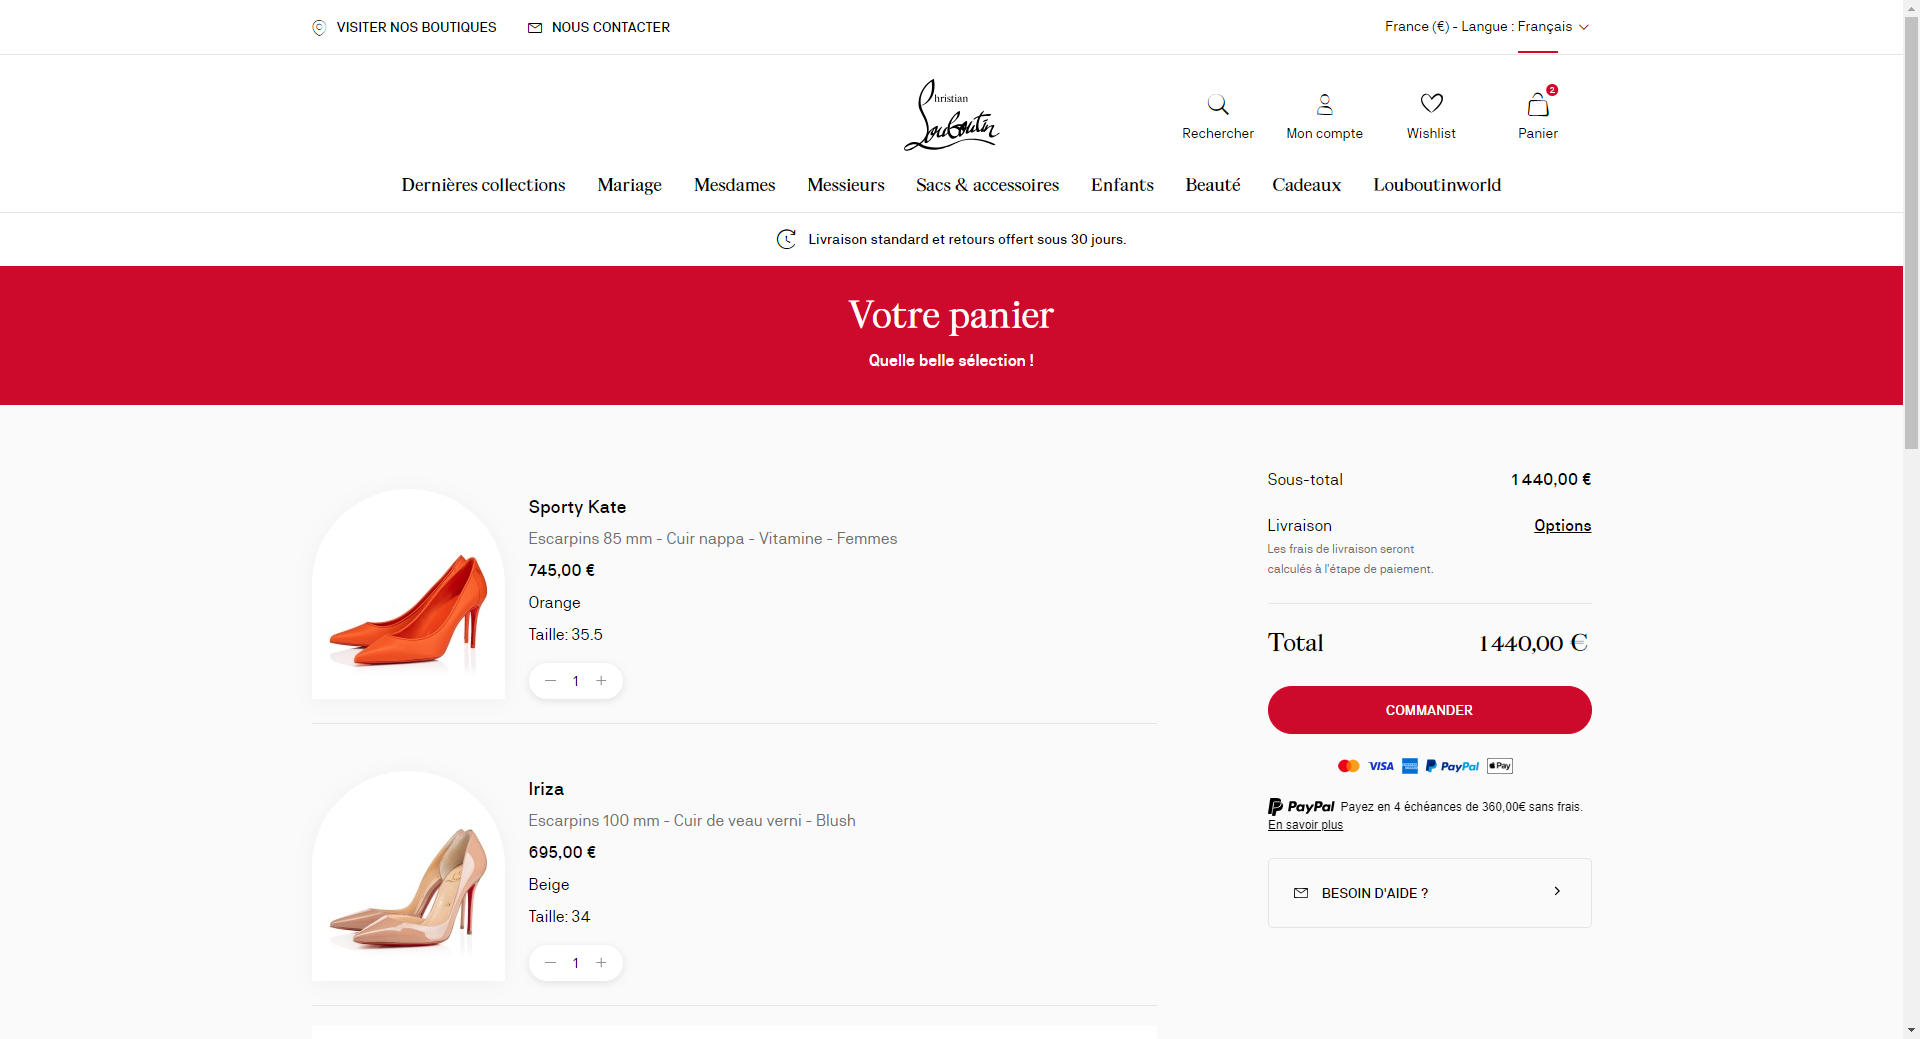 VISITER NOS BOUTIQUES
NOUS CONTACTER
France (€) - Langue : Français
Christian
Louboutin
Rechercher
Mon compte
Wishlist
2
Panier
Dernières collections
Mariage
Mesdames
Messieurs
Sacs & accessoires
Enfants
Beauté
Cadeaux
Louboutinworld
Livraison standard et retours offert sous 30 jours.
Votre panier
Quelle belle sélection !
Sporty Kate
Escarpins 85 mm - Cuir nappa - Vitamine - Femmes
745,00 €
Orange
Taille: 35.5
1
Iriza
Escarpins 100 mm - Cuir de veau verni - Blush
695,00 €
Beige
Taille: 34
1
Sous-total
1 440,00 €
Livraison
Options
Les frais de livraison seront
calculés à l'étape de paiement.
Total
1 440,00 €
COMMANDER
VISA
PayPal
Pay
PayPal Payez en 4 échéances de 360,00€ sans frais.
En savoir plus
BESOIN D'AIDE ?